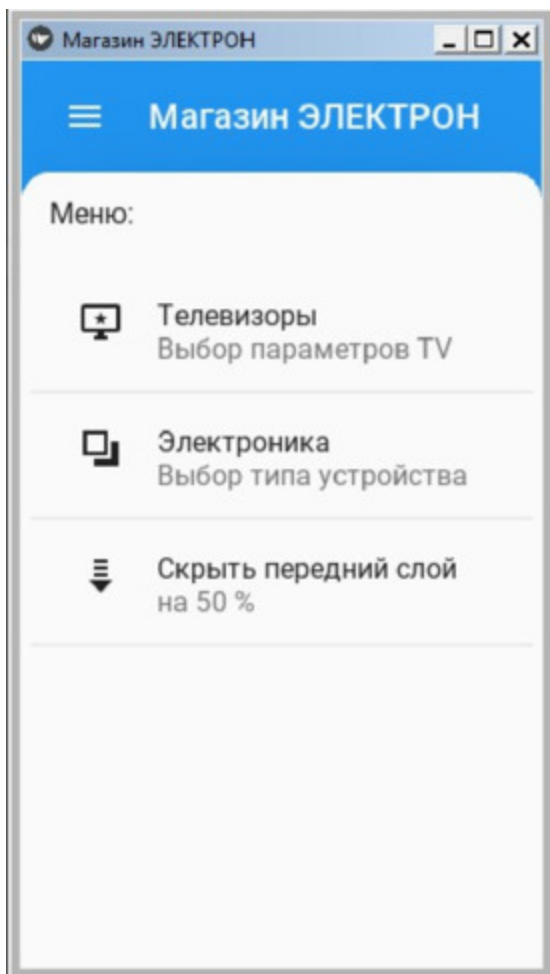 Магазин ЭЛЕКТРОН
Магазин ЭЛЕКТРОН
Меню:
Телевизоры
Выбор параметров TV
Электроника
Выбор типа устройства
Скрыть передний слой
на 50 %